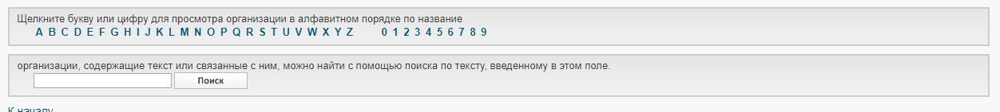 Щелкните букву или цифру для просмотра организации в алфавитном порядке по название
A B C D E F G H I J K L M N O P Q R S T U V W X Y Z 0 1 2 3 4 5 6 7 8 9
организации, содержащие текст или связанные с ним, можно найти с помощью поиска по тексту, введенному в этом поле.
Поиск
К началу